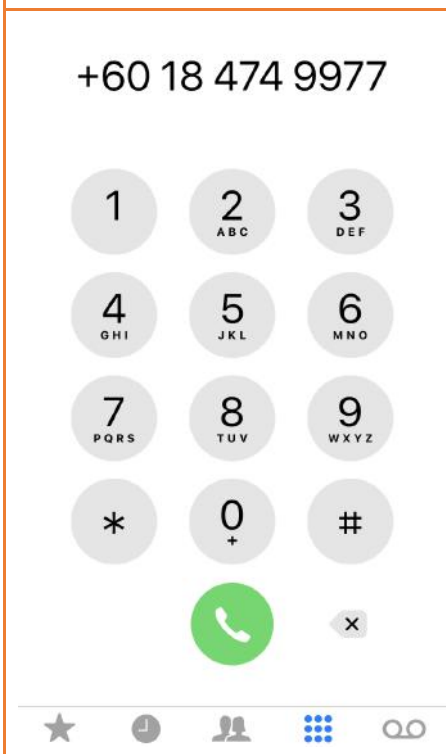 +60 18 474 9977
1 2 3
ABC DEF
4 5 6
GHI JKL MNO
7 8 9
PQRS TUV WXYZ
* 0 #
+